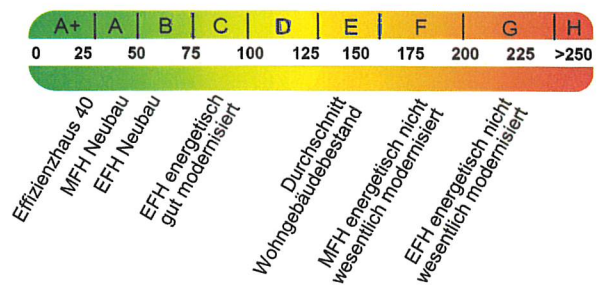 A+ A B C D E F G H
0 25 50 75 100 125 150 175 200 225 >250
Effizienzhaus 40
MFH Neubau
EFH Neubau
EFH energetisch
gut modernisiert
Durchschnitt
Wohngebäudebestand
MFH energetisch nicht
wesentlich modernisiert
EFH energetisch nicht
wesentlich modernisiert